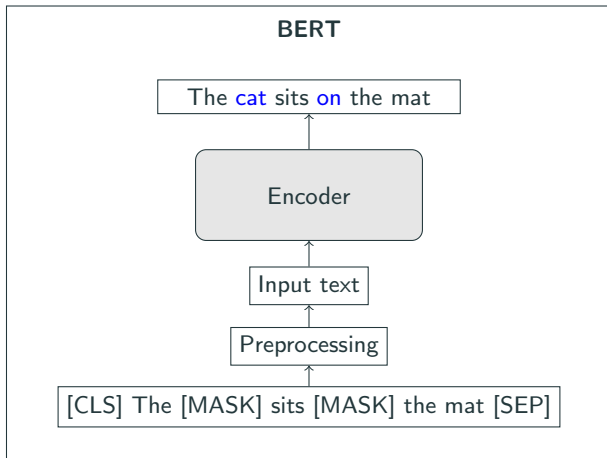 BERT
The cat sits on the mat
Encoder
Input text
Preprocessing
[CLS] The [MASK] sits [MASK] the mat [SEP]